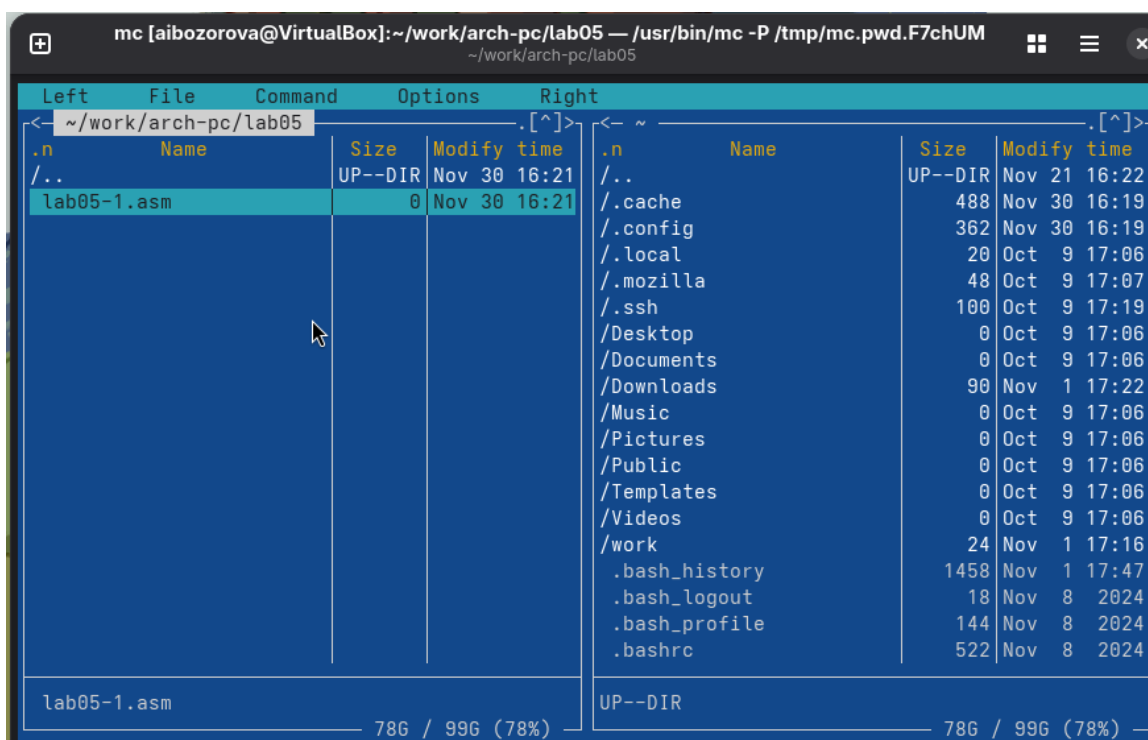 mc [aibozorova@VirtualBox]:~/work/arch-pc/lab05 — /usr/bin/mc -P /tmp/mc.pwd.F7chUM
~/work/arch-pc/lab05
Left File Command Options Right
<— ~/work/arch-pc/lab05 .[^]>
.n Name Size Modify time
/.. UP--DIR Nov 30 16:21
lab05-1.asm 0 Nov 30 16:21
lab05-1.asm
78G / 99G (78%)
<— ~ .[^]>
.n Name Size Modify time
/.. UP--DIR Nov 21 16:22
/.cache 488 Nov 30 16:19
/.config 362 Nov 30 16:19
/.local 20 Oct 9 17:06
/.mozilla 48 Oct 9 17:07
/.ssh 100 Oct 9 17:19
/Desktop 0 Oct 9 17:06
/Documents 0 Oct 9 17:06
/Downloads 90 Nov 1 17:22
/Music 0 Oct 9 17:06
/Pictures 0 Oct 9 17:06
/Public 0 Oct 9 17:06
/Templates 0 Oct 9 17:06
/Videos 0 Oct 9 17:06
/work 24 Nov 1 17:16
.bash_history 1458 Nov 1 17:47
.bash_logout 18 Nov 8 2024
.bash_profile 144 Nov 8 2024
.bashrc 522 Nov 8 2024
UP--DIR
78G / 99G (78%)